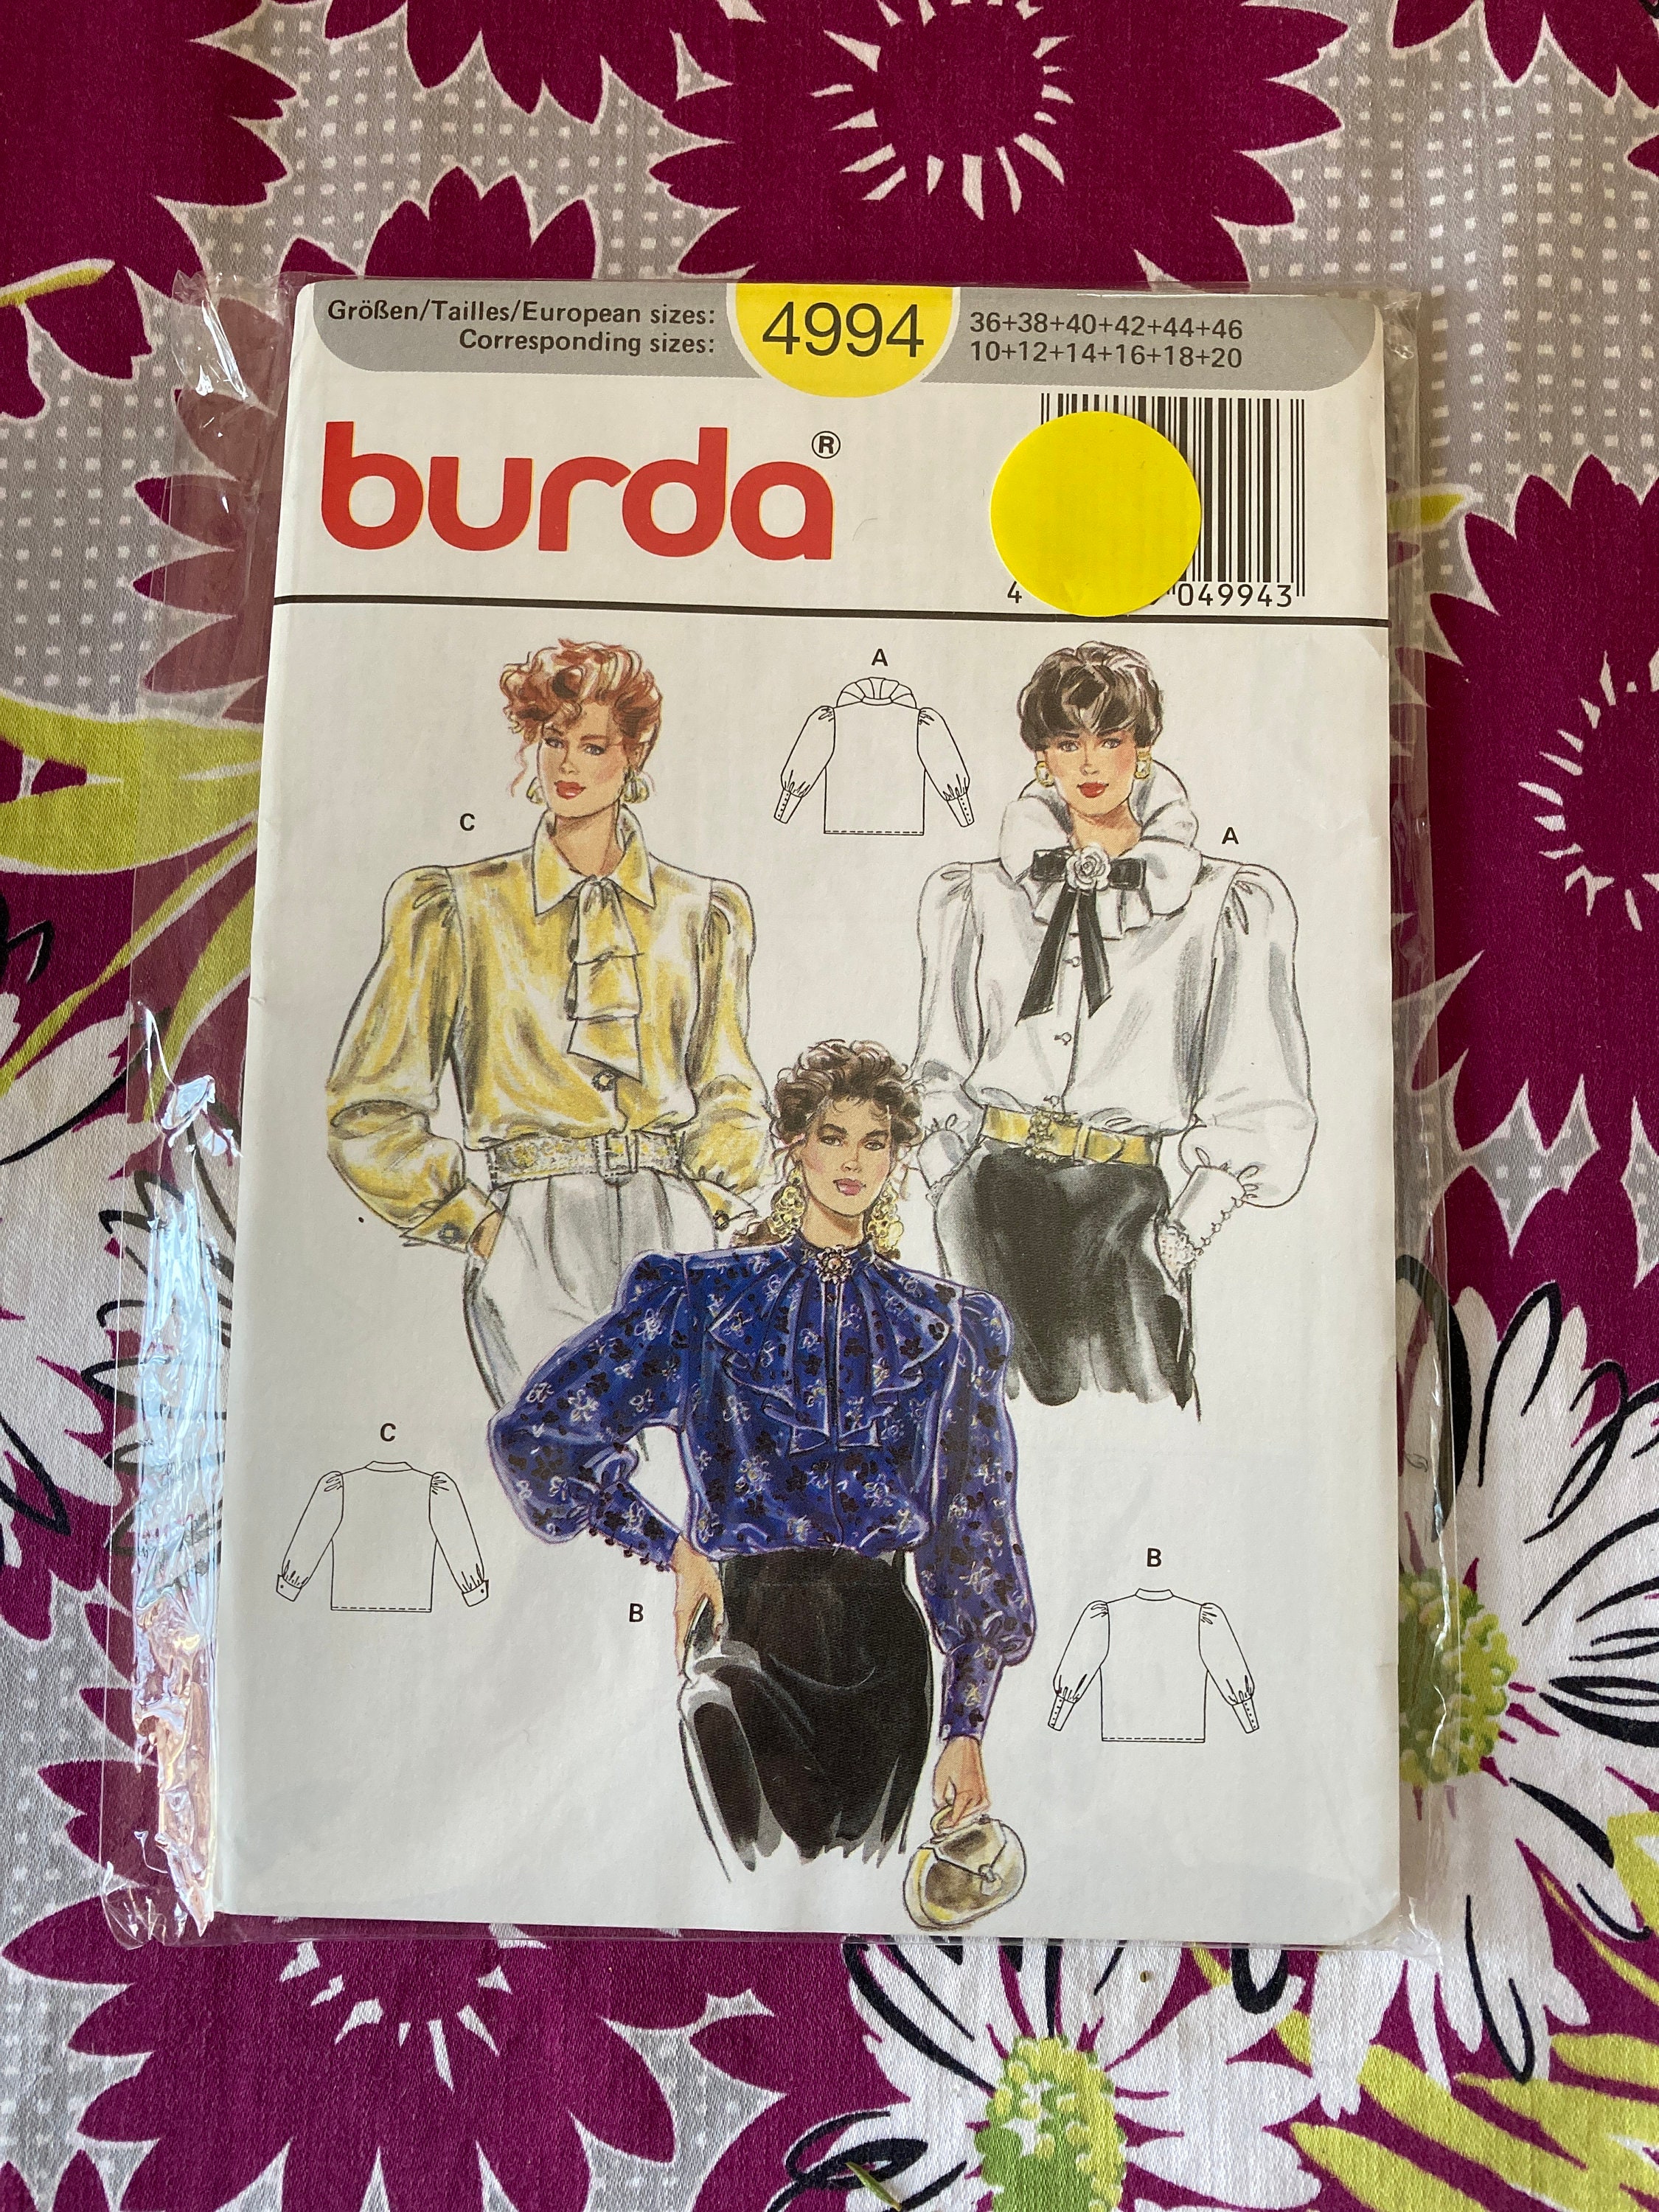 Größen/Tailles/European sizes:
Corresponding sizes:
4994
36+38+40+42+44+46
10+12+14+16+18+20
burda®
4
049943
A
C
A
C
B
B